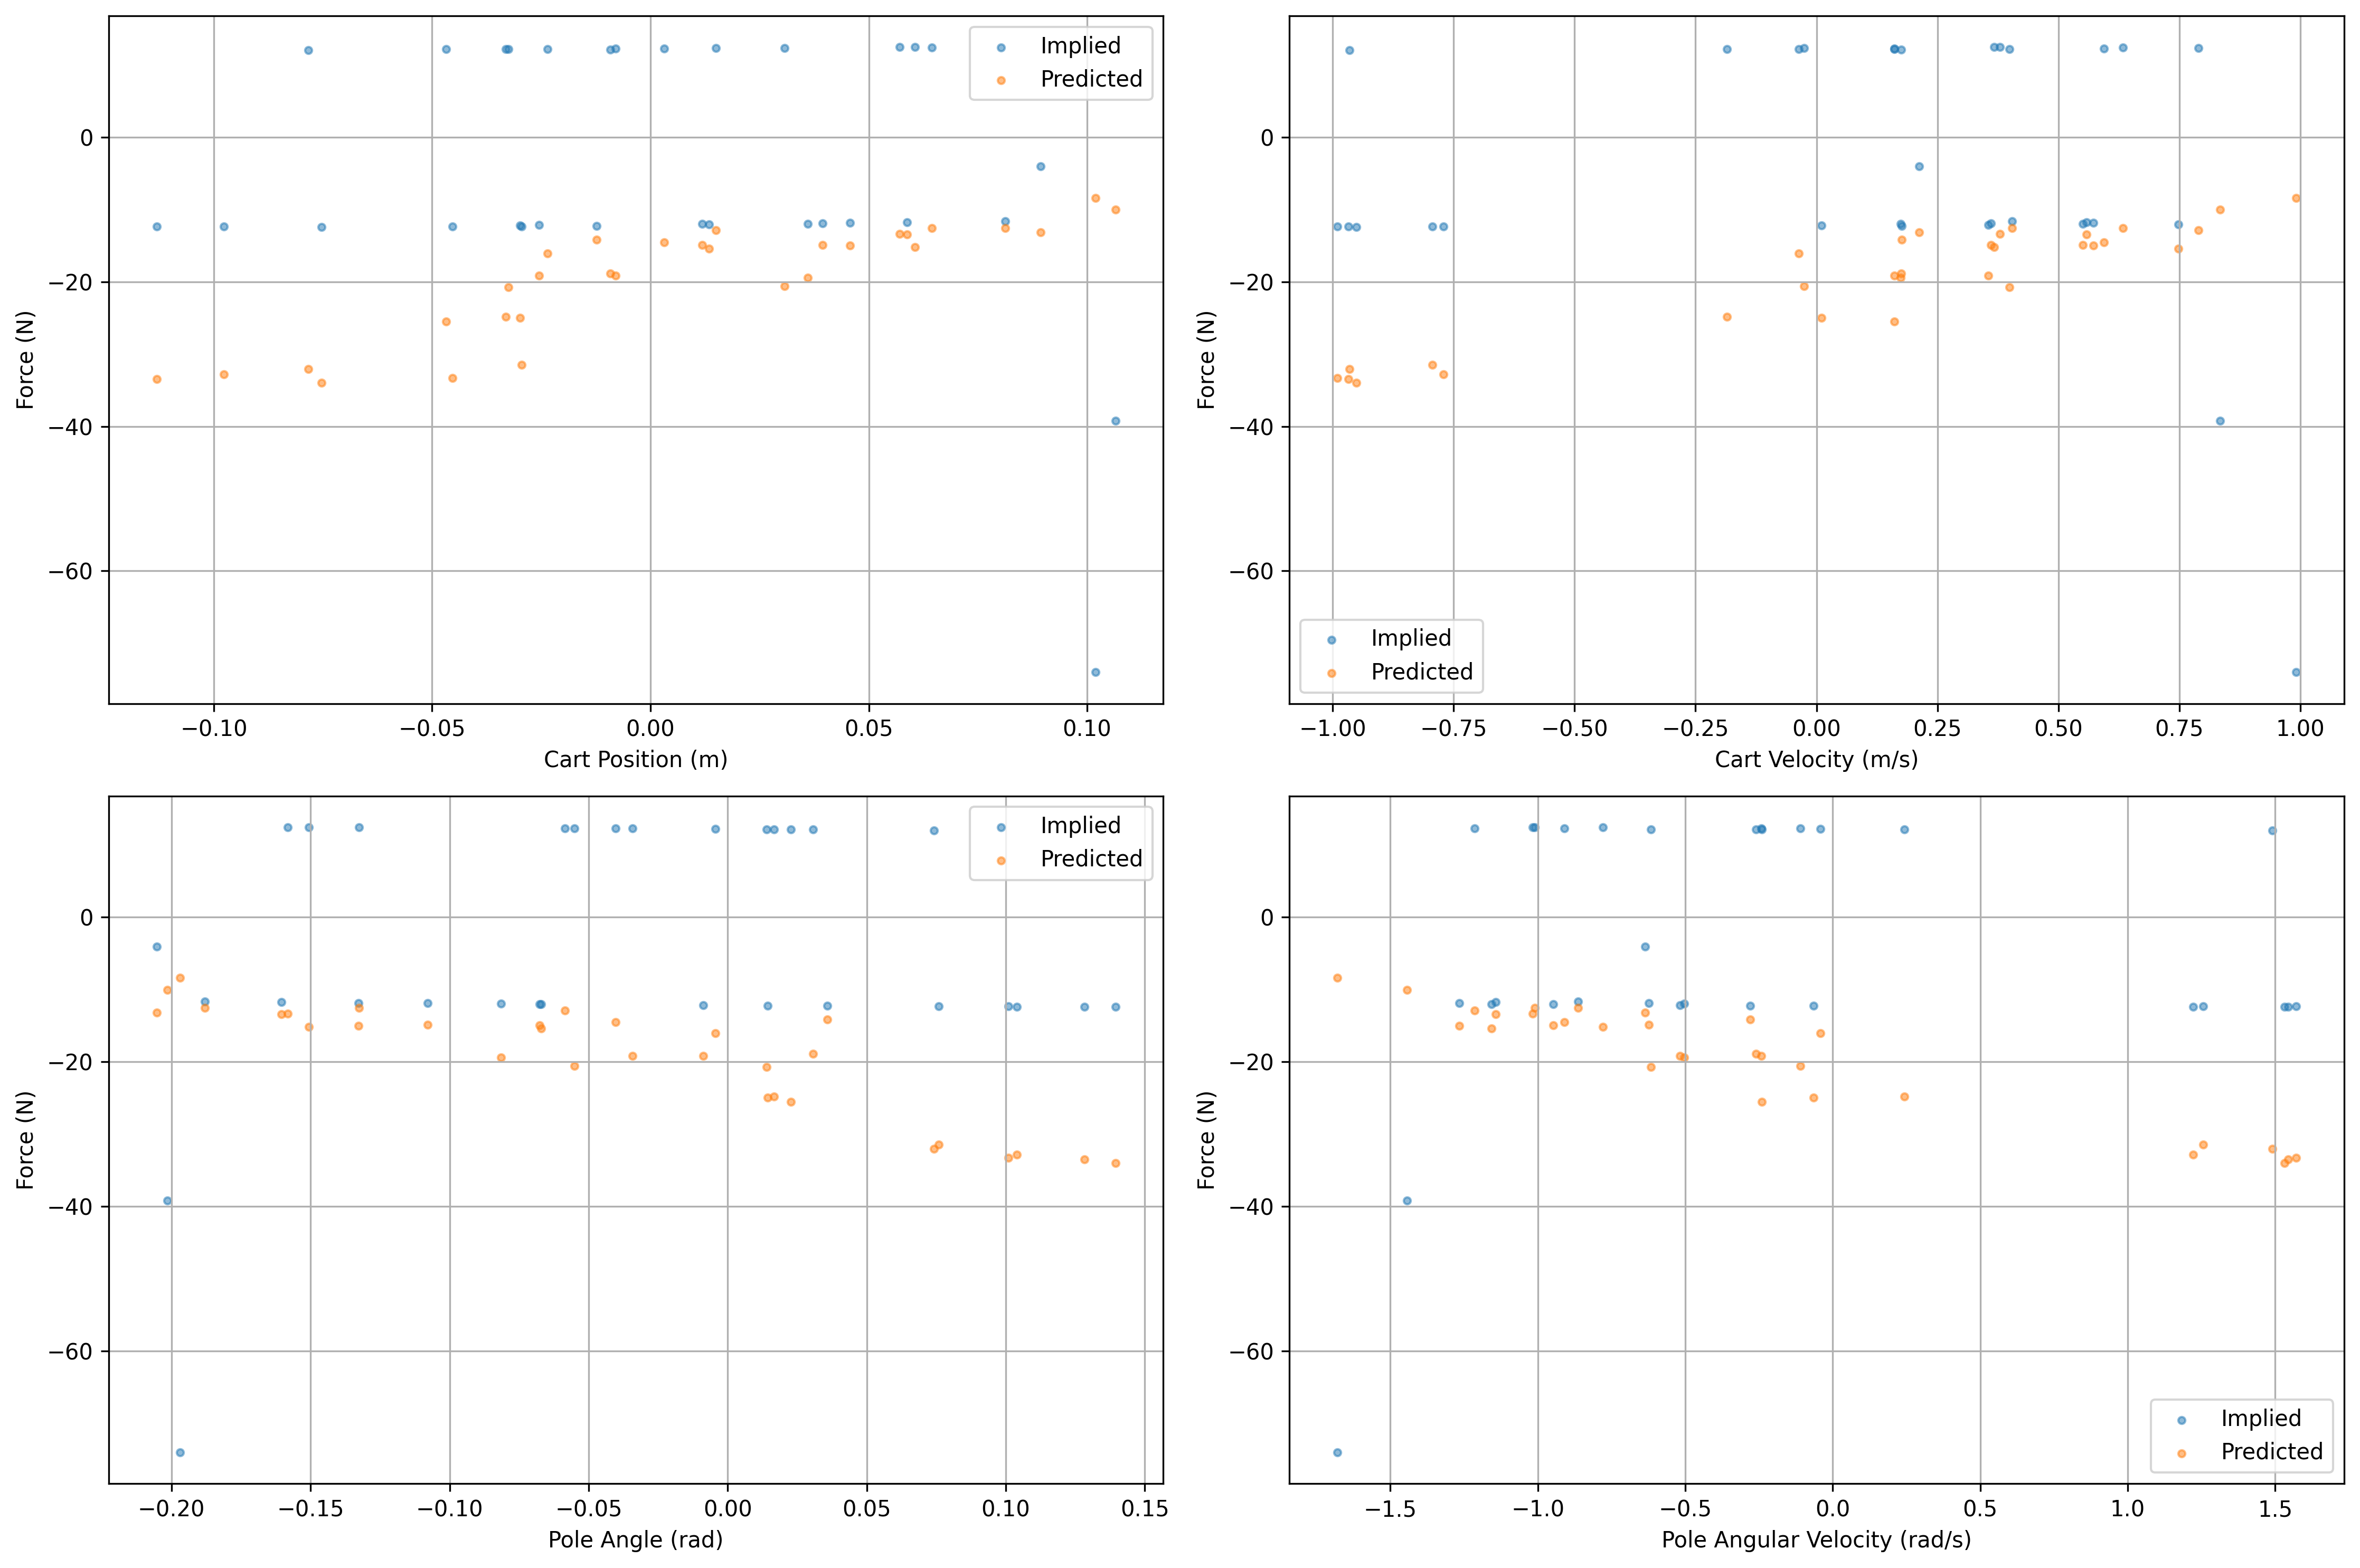 Force (N)
0
−20
−40
−60
Implied
Predicted
−0.10 −0.05 0.00 0.05 0.10
Cart Position (m)
Force (N)
0
−20
−40
−60
Implied
Predicted
−1.00 −0.75 −0.50 −0.25 0.00 0.25 0.50 0.75 1.00
Cart Velocity (m/s)
Force (N)
0
−20
−40
−60
Implied
Predicted
−0.20 −0.15 −0.10 −0.05 0.00 0.05 0.10 0.15
Pole Angle (rad)
Force (N)
0
−20
−40
−60
Implied
Predicted
−1.5 −1.0 −0.5 0.0 0.5 1.0 1.5
Pole Angular Velocity (rad/s)